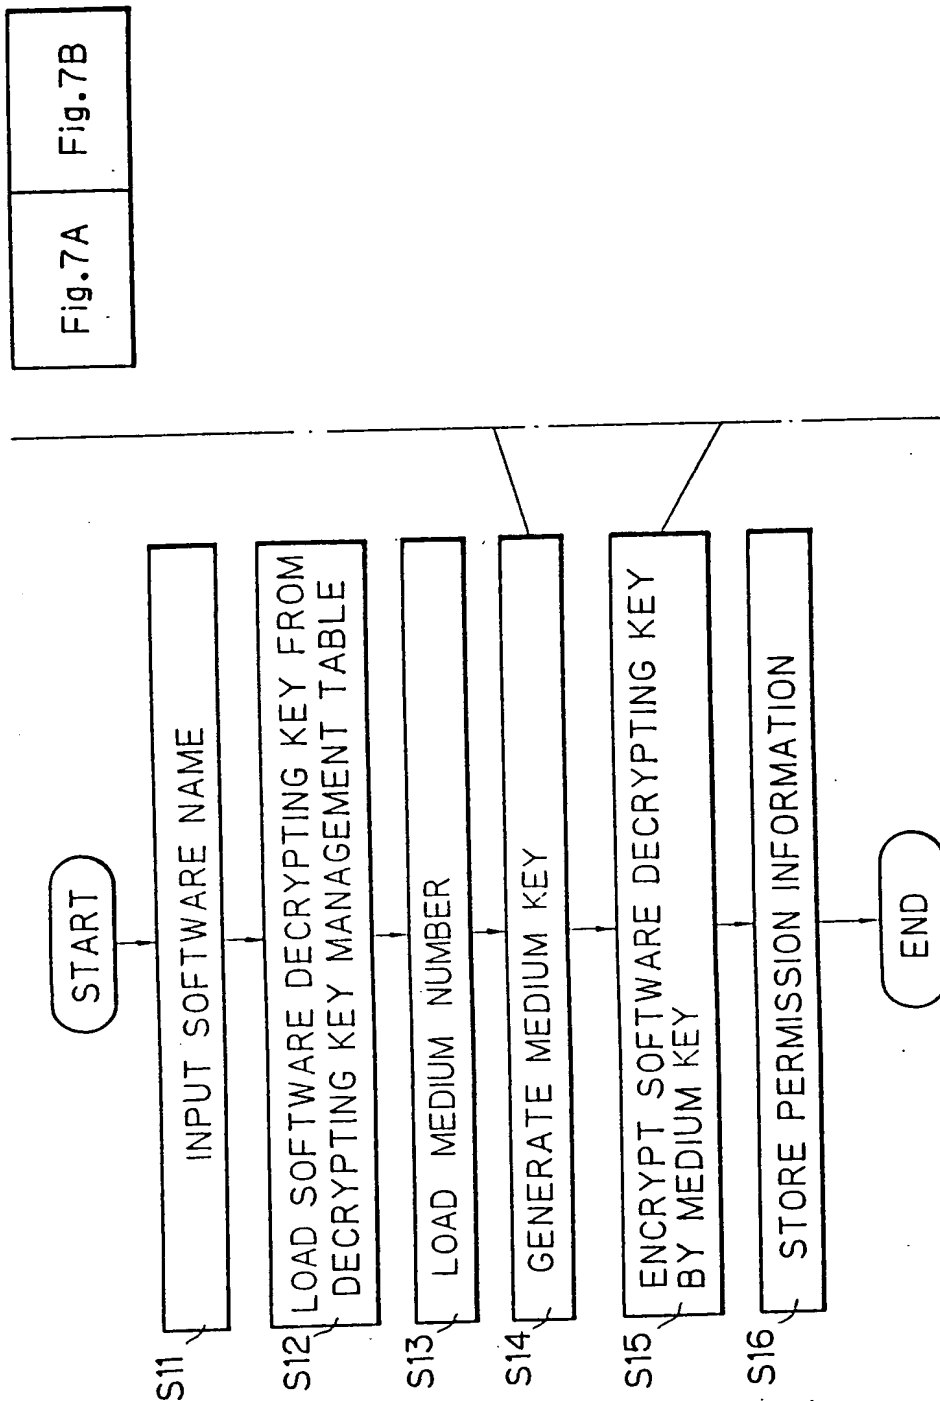 Fig.7A
Fig.7B
START
S11
INPUT SOFTWARE NAME
S12
LOAD SOFTWARE DECRYPTING KEY FROM
DECRYPTING KEY MANAGEMENT TABLE
S13
LOAD MEDIUM NUMBER
S14
GENERATE MEDIUM KEY
S15
ENCRYPT SOFTWARE DECRYPTING KEY
BY MEDIUM KEY
S16
STORE PERMISSION INFORMATION
END